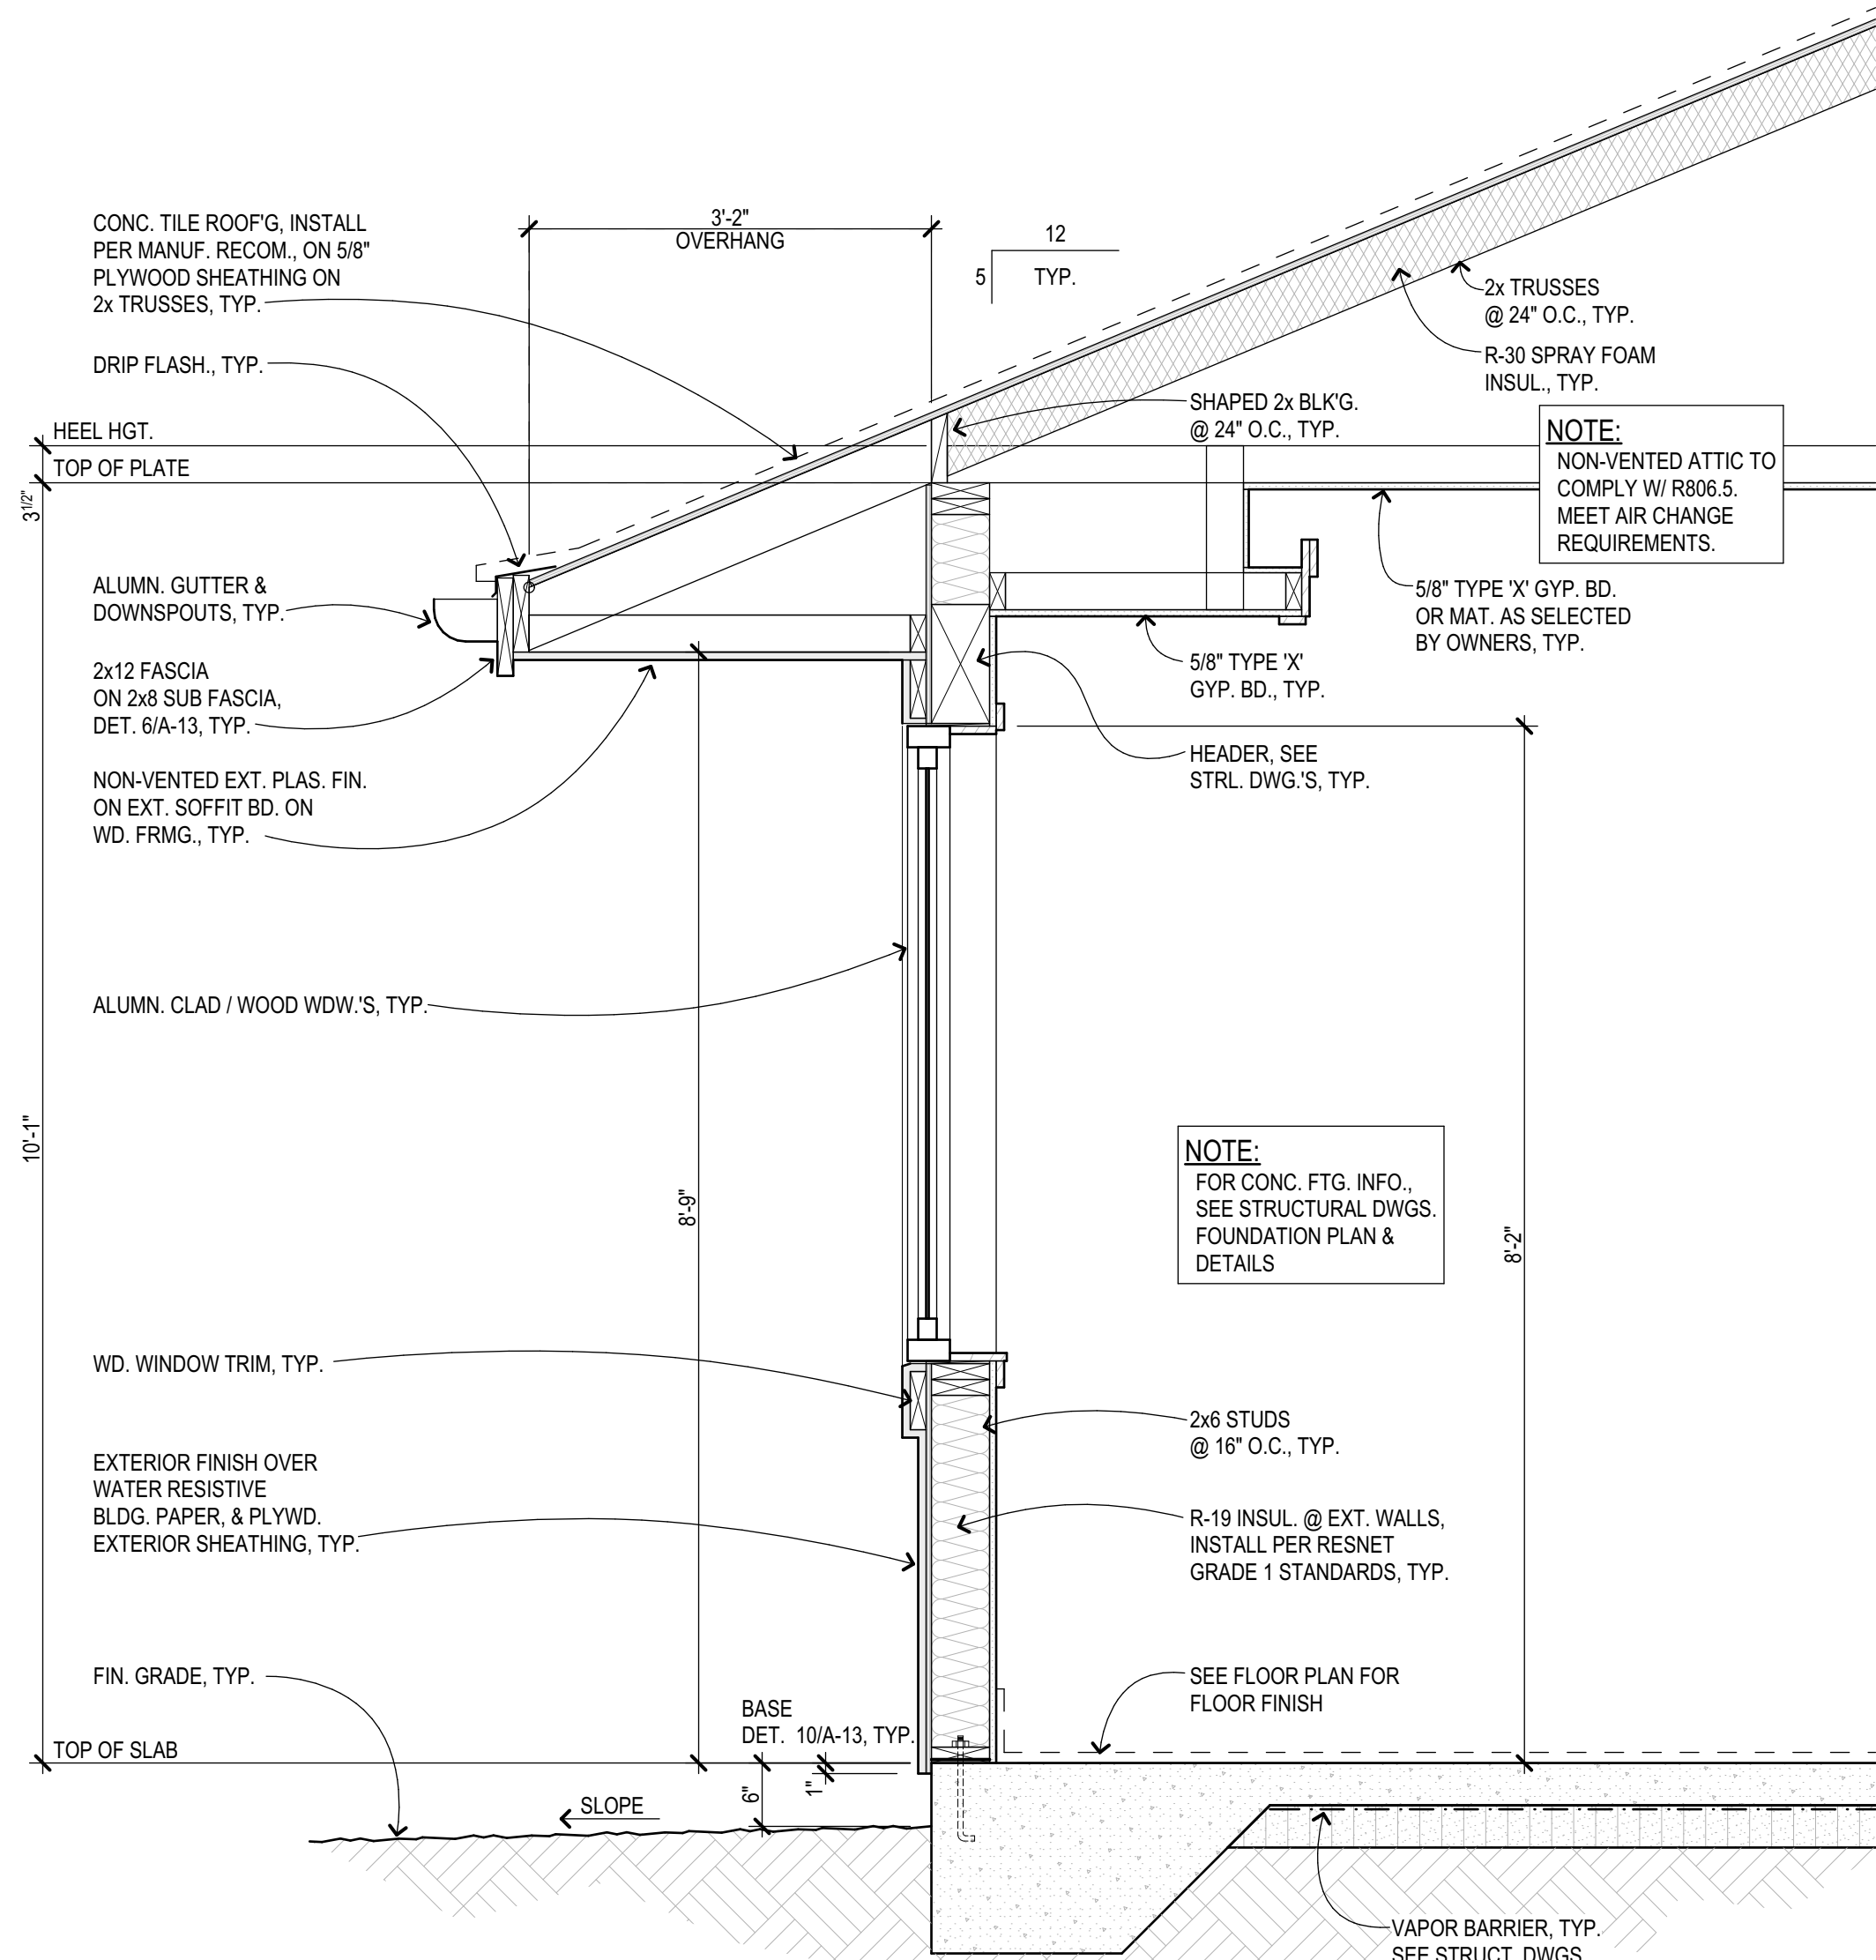 CONC. TILE ROOF'G, INSTALL
PER MANUF. RECOM., ON 5/8"
PLYWOOD SHEATHING ON
2x TRUSSES, TYP.
3'-2"
OVERHANG
12
5
TYP.
2x TRUSSES
@ 24" O.C., TYP.
R-30 SPRAY FOAM
INSUL., TYP.
DRIP FLASH., TYP.
SHAPED 2x BLK'G.
@ 24" O.C., TYP.
HEEL HGT.
TOP OF PLATE
3 1/2"
NOTE:
NON-VENTED ATTIC TO
COMPLY W/ R806.5.
MEET AIR CHANGE
REQUIREMENTS.
ALUMN. GUTTER &
DOWNSPOUTS, TYP.
5/8" TYPE 'X' GYP. BD.
OR MAT. AS SELECTED
BY OWNERS, TYP.
2x12 FASCIA
ON 2x8 SUB FASCIA,
DET. 6/A-13, TYP.
5/8" TYPE 'X'
GYP. BD., TYP.
NON-VENTED EXT. PLAS. FIN.
ON EXT. SOFFIT BD. ON
WD. FRMG., TYP.
HEADER, SEE
STRL. DWG.'S, TYP.
ALUMN. CLAD / WOOD WDW.'S, TYP.
10'-1"
8'-9"
NOTE:
FOR CONC. FTG. INFO.,
SEE STRUCTURAL DWGS.
FOUNDATION PLAN &
DETAILS
8'-2"
WD. WINDOW TRIM, TYP.
2x6 STUDS
@ 16" O.C., TYP.
EXTERIOR FINISH OVER
WATER RESISTIVE
BLDG. PAPER, & PLYWD.
EXTERIOR SHEATHING, TYP.
R-19 INSUL. @ EXT. WALLS,
INSTALL PER RESNET
GRADE 1 STANDARDS, TYP.
FIN. GRADE, TYP.
SEE FLOOR PLAN FOR
FLOOR FINISH
BASE
DET. 10/A-13, TYP.
TOP OF SLAB
6"
1"
SLOPE
VAPOR BARRIER, TYP.
SEE STRUCT. DWGS.